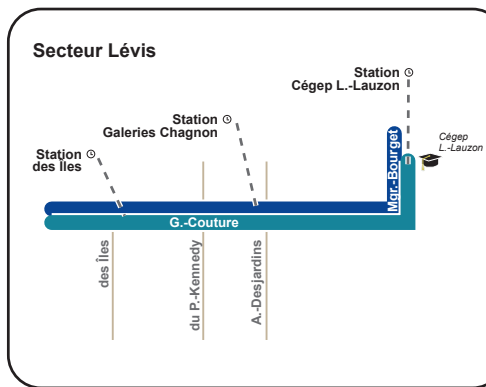 Secteur Lévis
Station
Cégep L.-Lauzon
Station
Galeries Chagnon
Station
des Îles
Cégep
L.-Lauzon
Mgr.-Bourget
G.-Couture
des Îles
du P.-Kennedy
A.-Desjardins